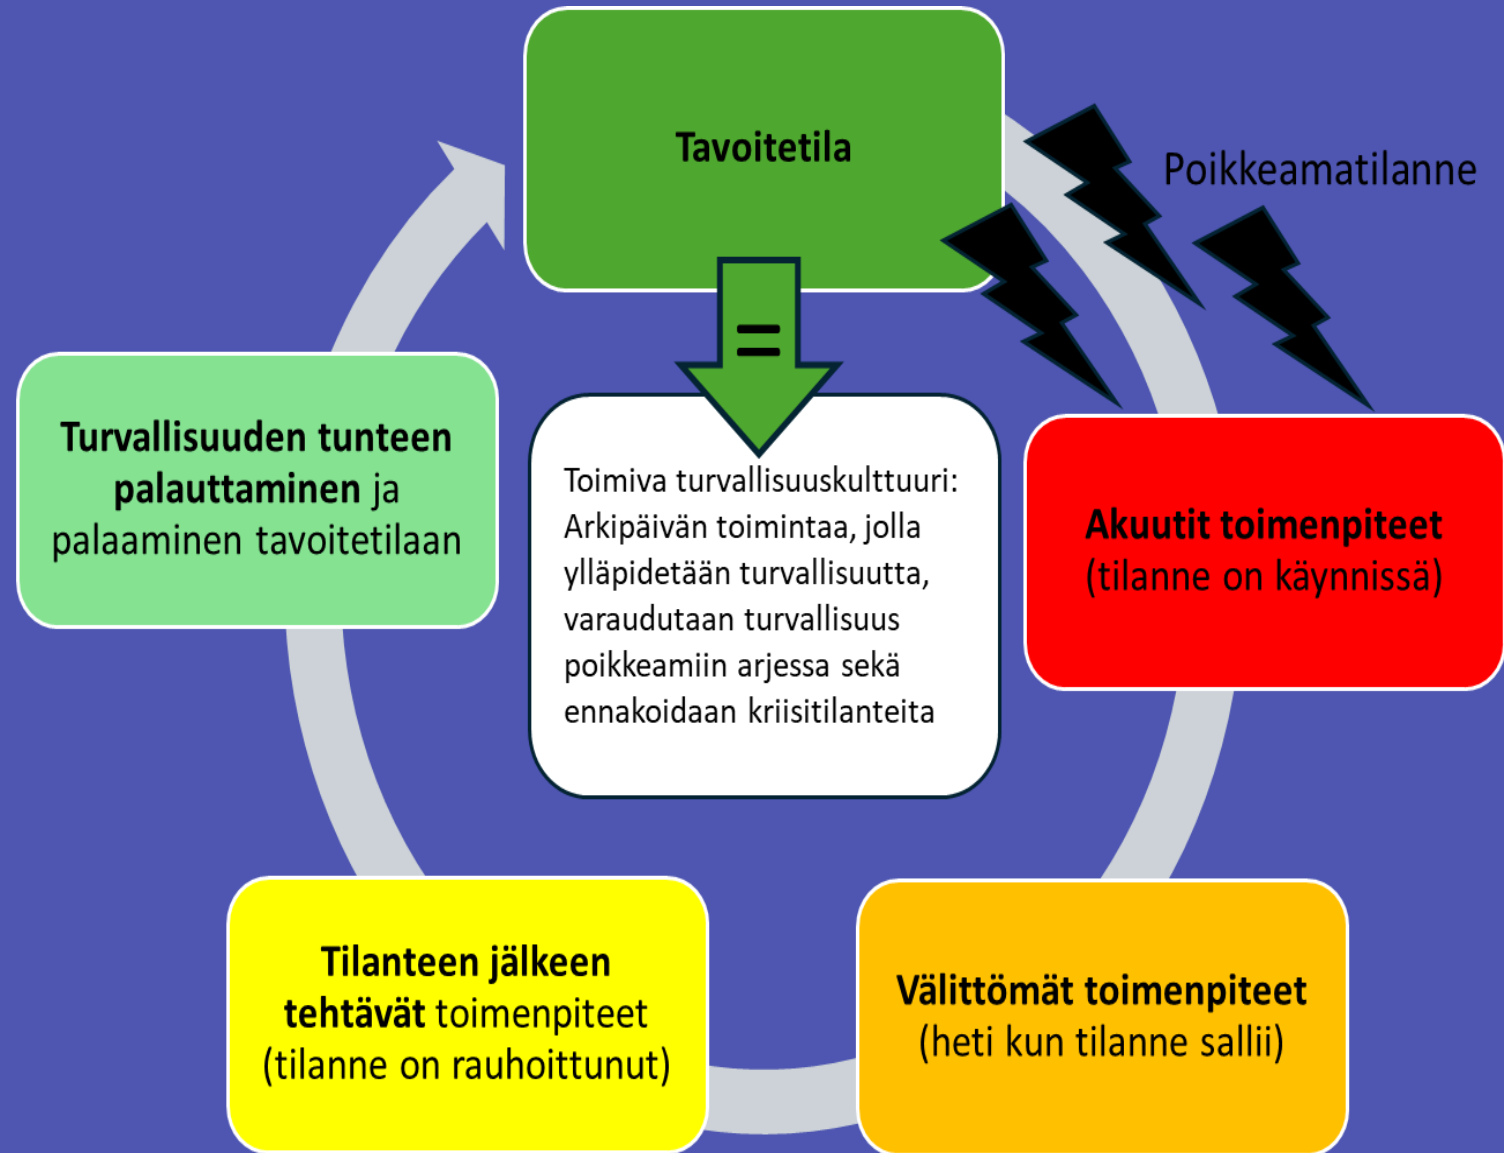 Tavoitetila
Poikkeamatilanne
=
Turvallisuuden tunteen
palauttaminen ja
palaaminen tavoitetilaan
Toimiva turvallisuuskulttuuri:
Arkipäivän toimintaa, jolla
ylläpidetään turvallisuutta,
varaudutaan turvallisuus
poikkeamiin arjessa sekä
ennakoidaan kriisitilanteita
Akuutit toimenpiteet
(tilanne on käynnissä)
Välittömät toimenpiteet
(heti kun tilanne sallii)
Tilanteen jälkeen
tehtävät toimenpiteet
(tilanne on rauhoittunut)